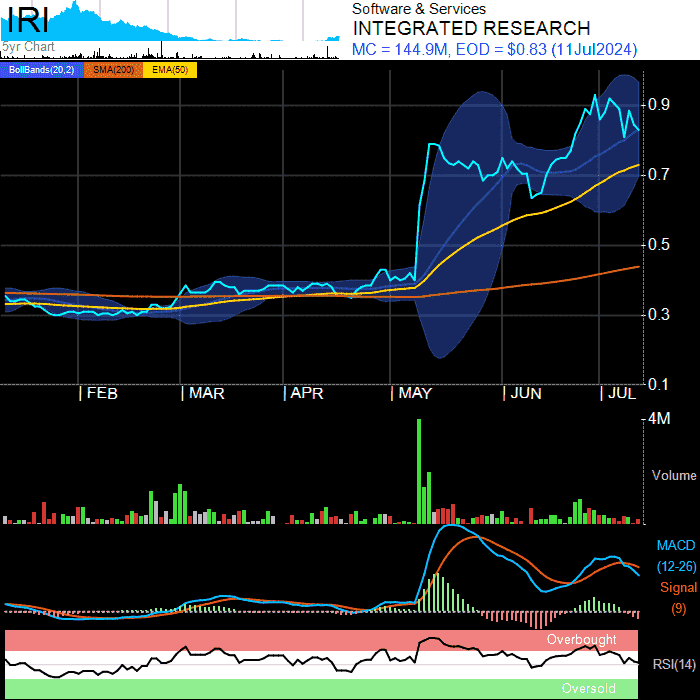 IRI
5yr Chart
Software & Services
INTEGRATED RESEARCH
MC = 144.9M, EOD = $0.83 (11Jul2024)
BollBands(20,2) SMA(200) EMA(50)
0.9
0.7
0.5
0.3
0.1
FEB MAR APR MAY JUN JUL
4M
Volume
MACD
(12-26)
Signal
(9)
Overbought
RSI(14)
Oversold